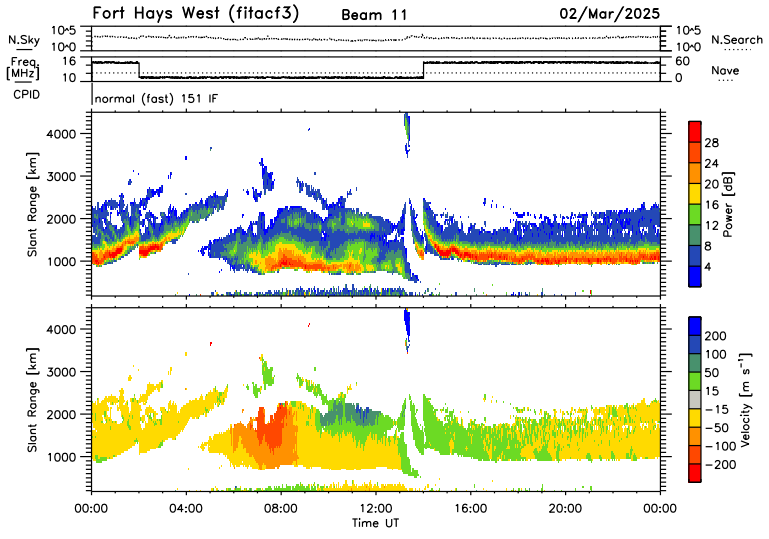 Fort Hays West (fitacf3) Beam 11 02/Mar/2025
10^5 10^5
N.Sky N.Search
10^0 10^0
Freq. 16 60
[MHz] Nave
10 0
CPID
normal (fast) 151 IF
4000
3000
2000
1000
Slant Range [km]
28
24
20
16
12
8
4
Power [dB]
4000
3000
2000
1000
Slant Range [km]
200
100
50
15
−15
−50
−100
−200
Velocity [m s⁻¹]
00:00 04:00 08:00 12:00 16:00 20:00 00:00
Time UT